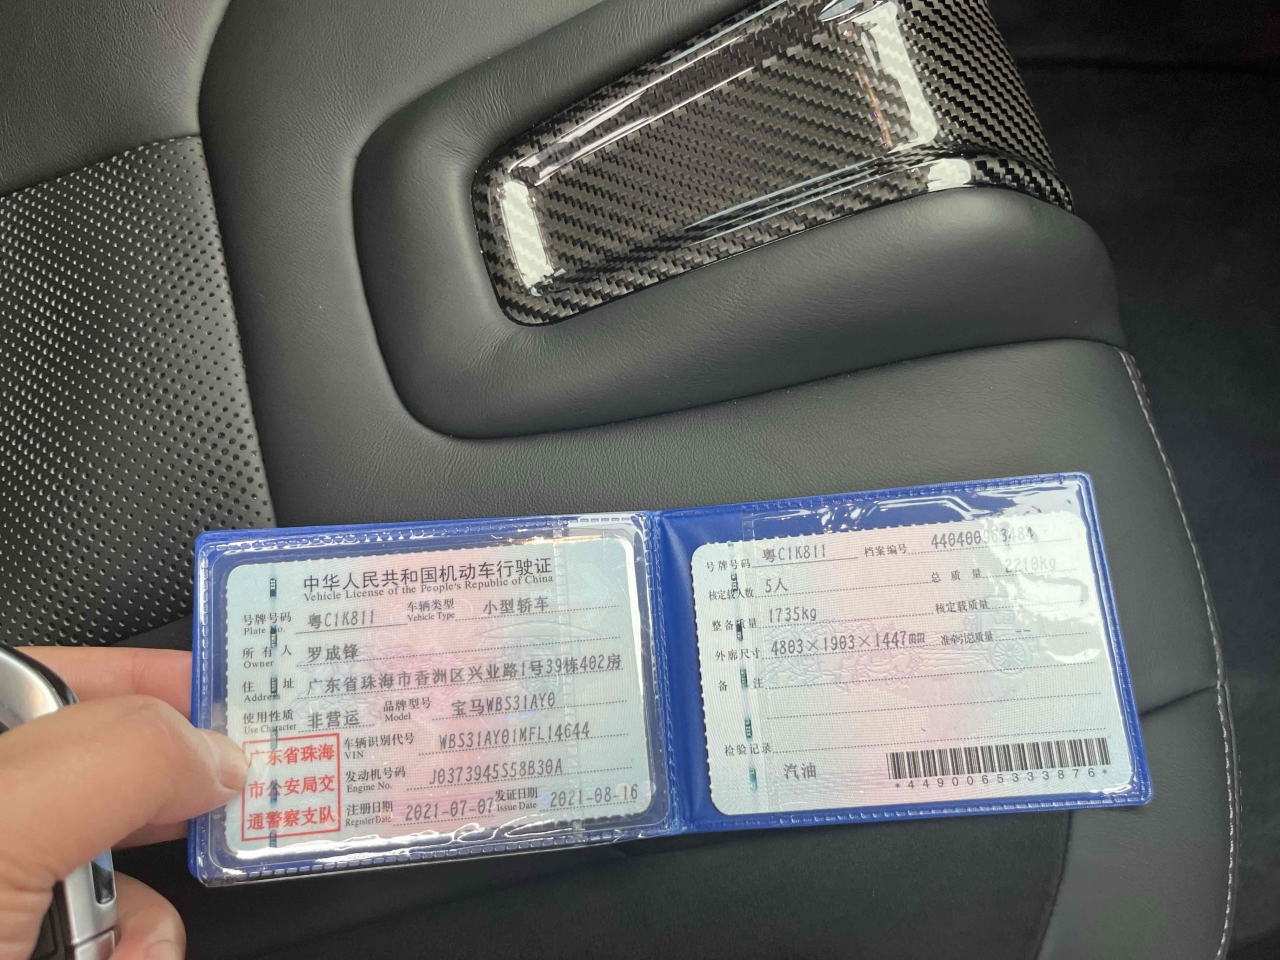 中华人民共和国机动车行驶证
Vehicle License of the People's Republic of China
号牌号码 Plate No. 粤C1K811 车辆类型 Vehicle Type 小型轿车
所有人 Owner 罗成锋
住址 Address 广东省珠海市香洲区兴业路1号39栋402房
使用性质 Use Character 非营运 品牌型号 Model 宝马WBS31AY0
车辆识别代号 VIN WBS31AY01MFL14644
发动机号码 Engine No. J0373945S58B30A
注册日期 Register Date 2021-07-07 发证日期 Issue Date 2021-08-16
广东省珠海
市公安局交
通警察支队
号牌号码 粤C1K811 档案编号 440400963484
核定载人数 5人 总质量 2210kg
整备质量 1735kg 核定载质量
外廓尺寸 4803×1903×1447mm 准牵引总质量 --
备注
检验记录
汽油
*4490065333876*